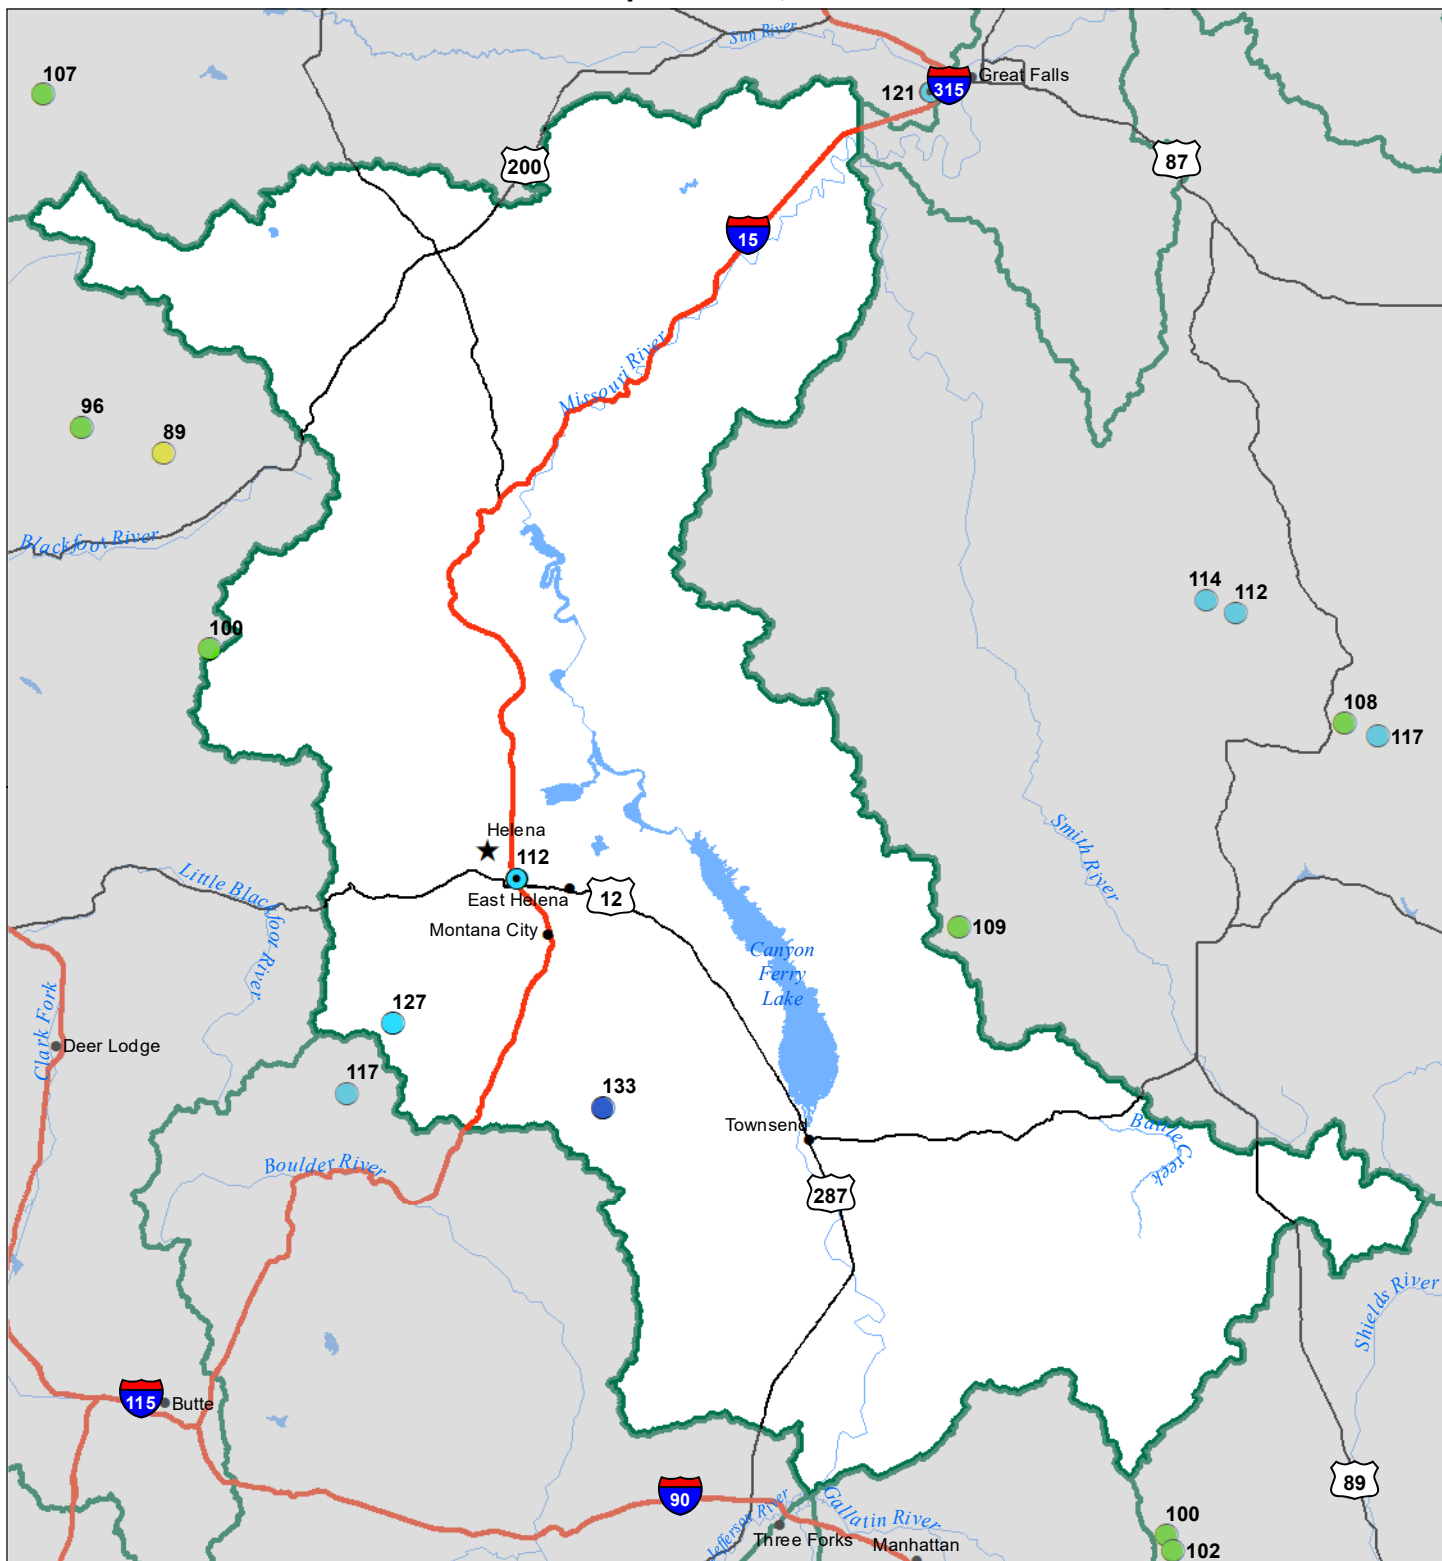 Sun River
107
Great Falls
121
315
200
87
15
Missouri River
96
89
Blackfoot River
114
112
100
108
117
Smith River
Helena
112
Little Blackfoot River
East Helena
12
Montana City
109
Canyon
Ferry
Lake
127
Clark Fork
Deer Lodge
117
133
Townsend
Battle Creek
Boulder River
287
Shields River
115
Butte
89
90
Jefferson River
Gallatin River
100
Three Forks
Manhattan
102